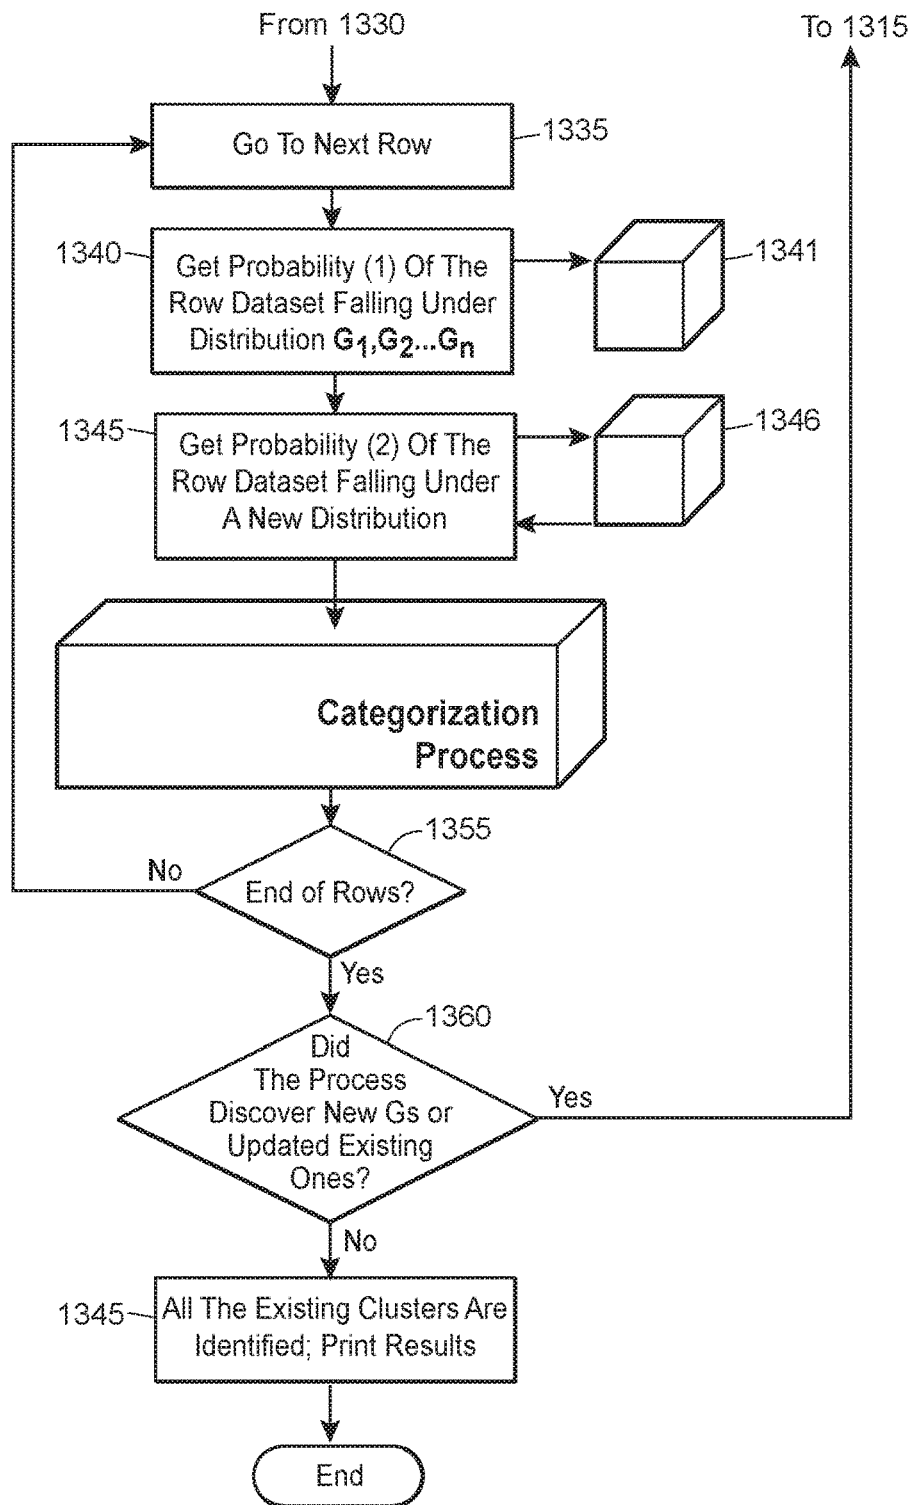 From 1330
To 1315
Go To Next Row
1335
1340
Get Probability (1) Of The
Row Dataset Falling Under
Distribution G1,G2...Gn
1341
1345
Get Probability (2) Of The
Row Dataset Falling Under
A New Distribution
1346
Categorization
Process
1355
No
End of Rows?
Yes
1360
Did
The Process
Discover New Gs or
Updated Existing
Ones?
Yes
No
1345
All The Existing Clusters Are
Identified; Print Results
End